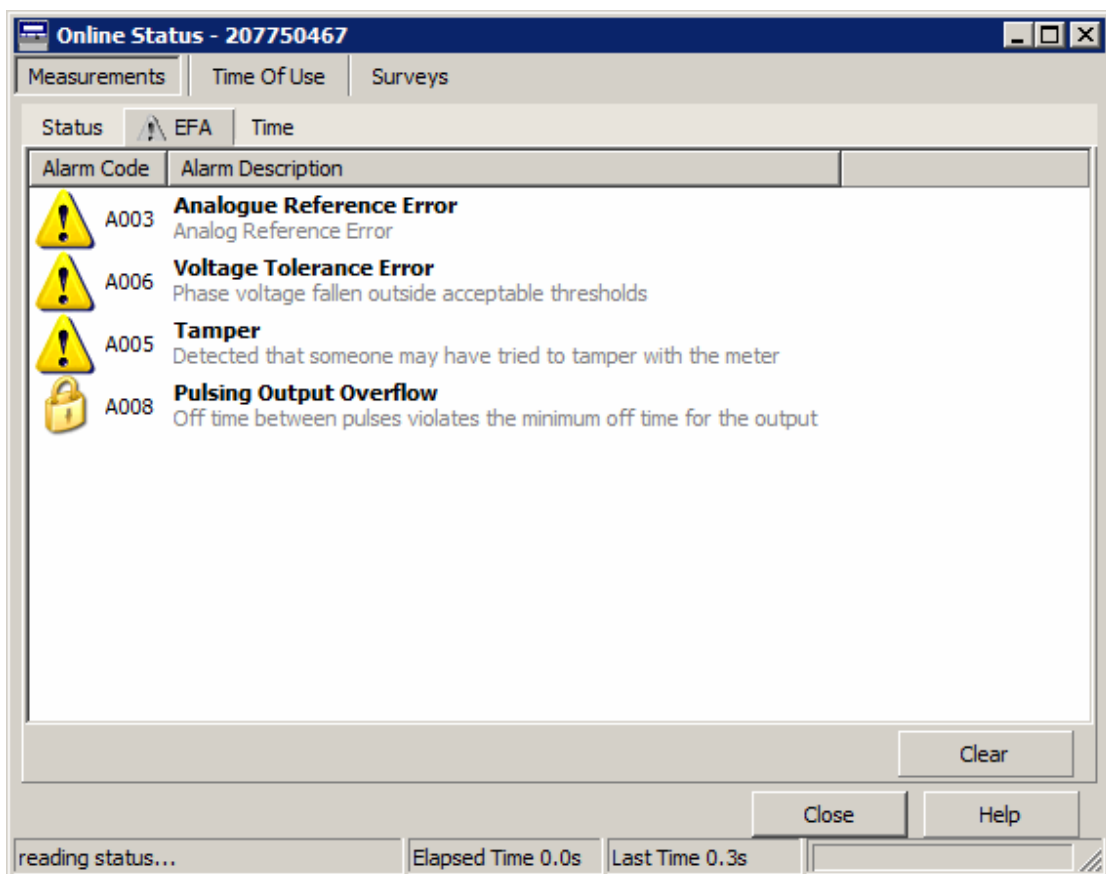 Online Status - 207750467
Measurements Time Of Use Surveys
Status EFA Time
Alarm Code Alarm Description
A003 Analogue Reference Error
Analog Reference Error
A006 Voltage Tolerance Error
Phase voltage fallen outside acceptable thresholds
A005 Tamper
Detected that someone may have tried to tamper with the meter
A008 Pulsing Output Overflow
Off time between pulses violates the minimum off time for the output
Clear
Close Help
reading status... Elapsed Time 0.0s Last Time 0.3s